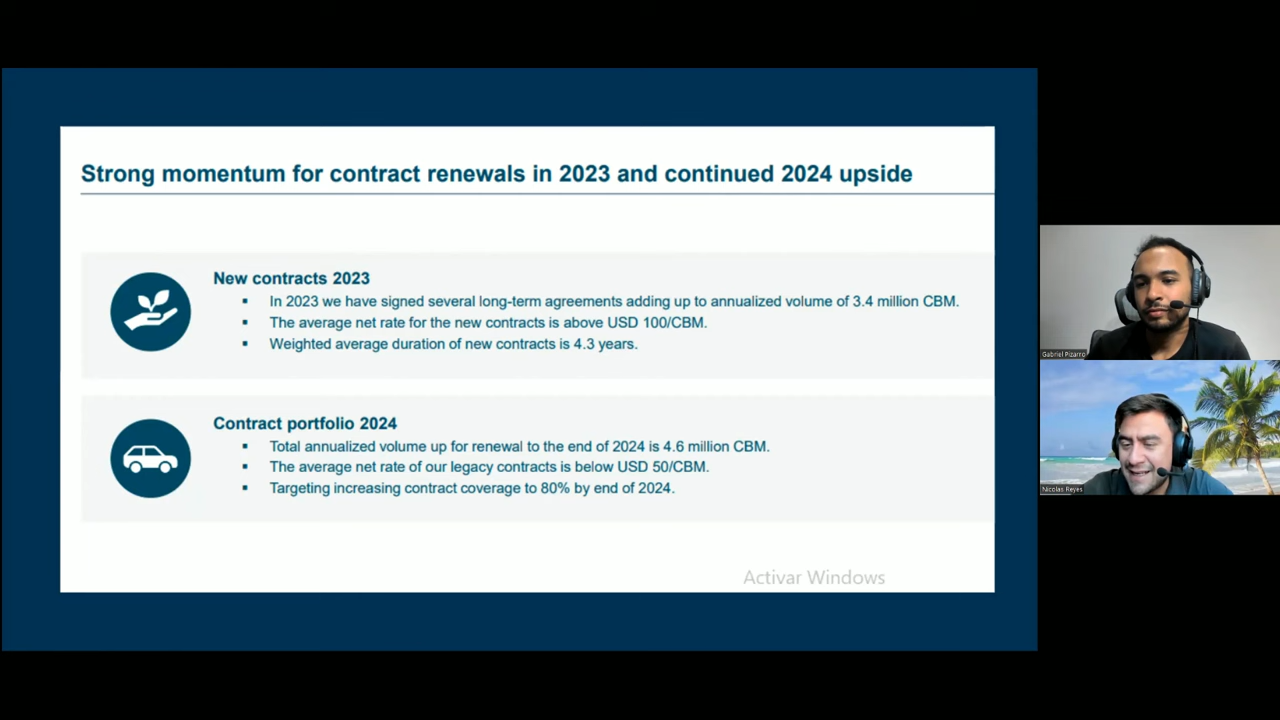 Strong momentum for contract renewals in 2023 and continued 2024 upside
New contracts 2023
▪ In 2023 we have signed several long-term agreements adding up to annualized volume of 3.4 million CBM.
▪ The average net rate for the new contracts is above USD 100/CBM.
▪ Weighted average duration of new contracts is 4.3 years.
Contract portfolio 2024
▪ Total annualized volume up for renewal to the end of 2024 is 4.6 million CBM.
▪ The average net rate of our legacy contracts is below USD 50/CBM.
▪ Targeting increasing contract coverage to 80% by end of 2024.
Activar Windows
Gabriel Pizarro
Nicolas Reyes